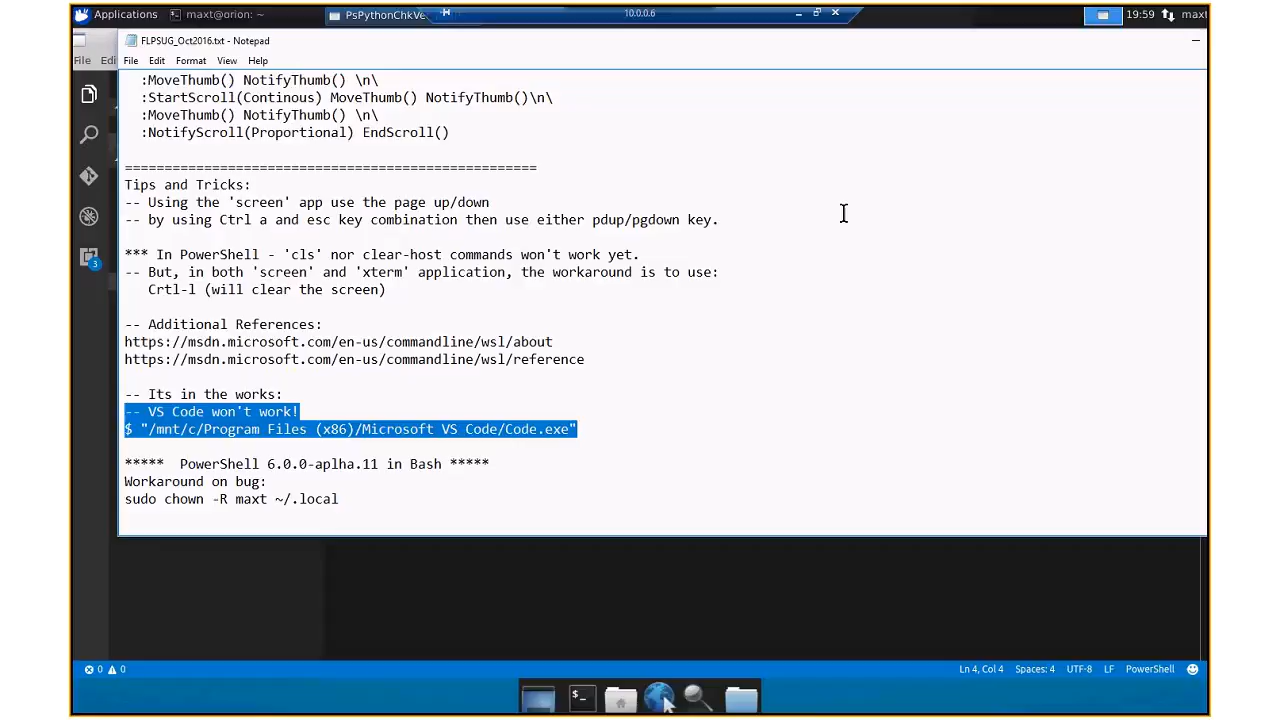 Applications
maxt@orion: ~
PsPythonChkVe
10.0.0.6
19:59
maxt
FLPSUG_Oct2016.txt - Notepad
File Edi
File Edit Format View Help
:MoveThumb() NotifyThumb() \n\
:StartScroll(Continous) MoveThumb() NotifyThumb()\n\
:MoveThumb() NotifyThumb() \n\
:NotifyScroll(Proportional) EndScroll()
====================================================
Tips and Tricks:
-- Using the 'screen' app use the page up/down
-- by using Ctrl a and esc key combination then use either pdup/pgdown key.
*** In PowerShell - 'cls' nor clear-host commands won't work yet.
-- But, in both 'screen' and 'xterm' application, the workaround is to use:
Crtl-l (will clear the screen)
-- Additional References:
https://msdn.microsoft.com/en-us/commandline/wsl/about
https://msdn.microsoft.com/en-us/commandline/wsl/reference
-- Its in the works:
-- VS Code won't work!
$ "/mnt/c/Program Files (x86)/Microsoft VS Code/Code.exe"
***** PowerShell 6.0.0-aplha.11 in Bash *****
Workaround on bug:
sudo chown -R maxt ~/.local
3
0 0
Ln 4, Col 4 Spaces: 4 UTF-8 LF PowerShell
$_